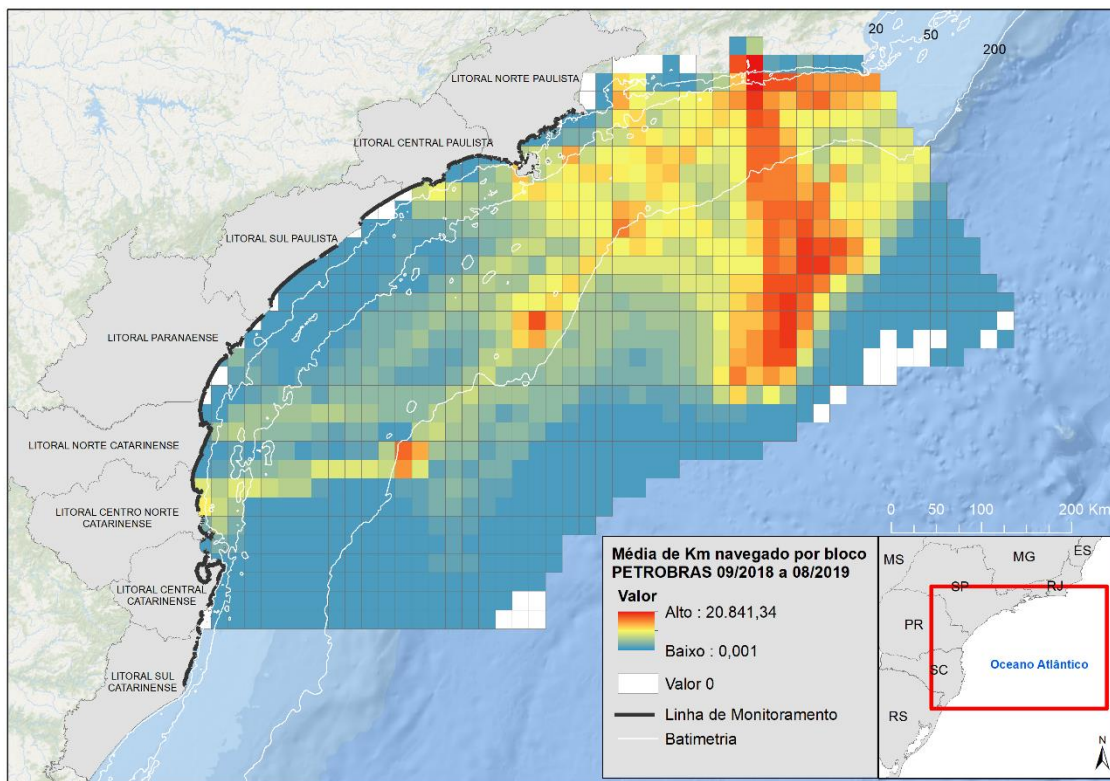 20
50
200
LITORAL NORTE PAULISTA
LITORAL CENTRAL PAULISTA
LITORAL SUL PAULISTA
LITORAL PARANAENSE
LITORAL NORTE CATARINENSE
LITORAL CENTRO NORTE
CATARINENSE
LITORAL CENTRAL
CATARINENSE
LITORAL SUL
CATARINENSE
0 50 100 200 Km
Média de Km navegado por bloco
PETROBRAS 09/2018 a 08/2019
Valor
Alto : 20.841,34
Baixo : 0,001
Valor 0
Linha de Monitoramento
Batimetria
MS
MG
ES
SP
RJ
PR
SC
Oceano Atlântico
RS
N